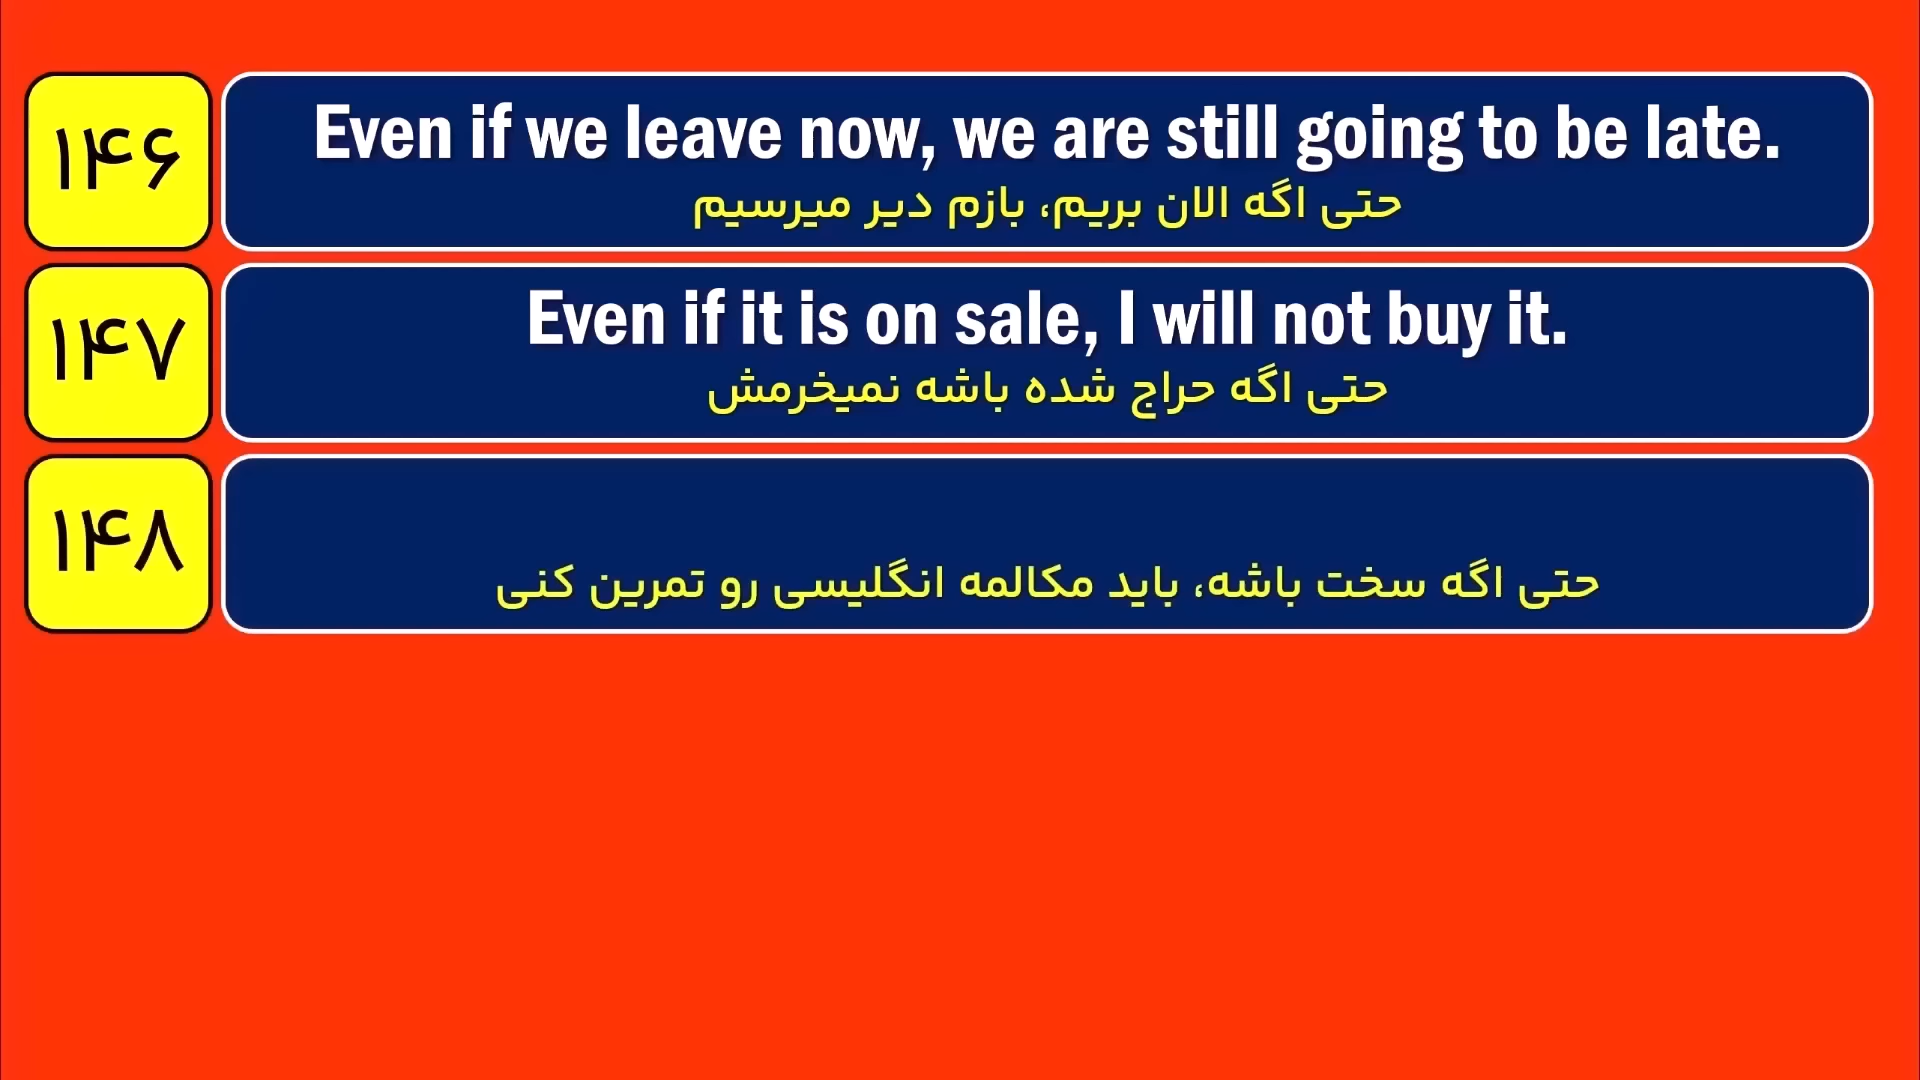 ۱۴۶
Even if we leave now, we are still going to be late.
حتی اگه الان بریم، بازم دیر میرسیم
۱۴۷
Even if it is on sale, I will not buy it.
حتی اگه حراج شده باشه نمیخرمش
۱۴۸
حتی اگه سخت باشه، باید مکالمه انگلیسی رو تمرین کنی